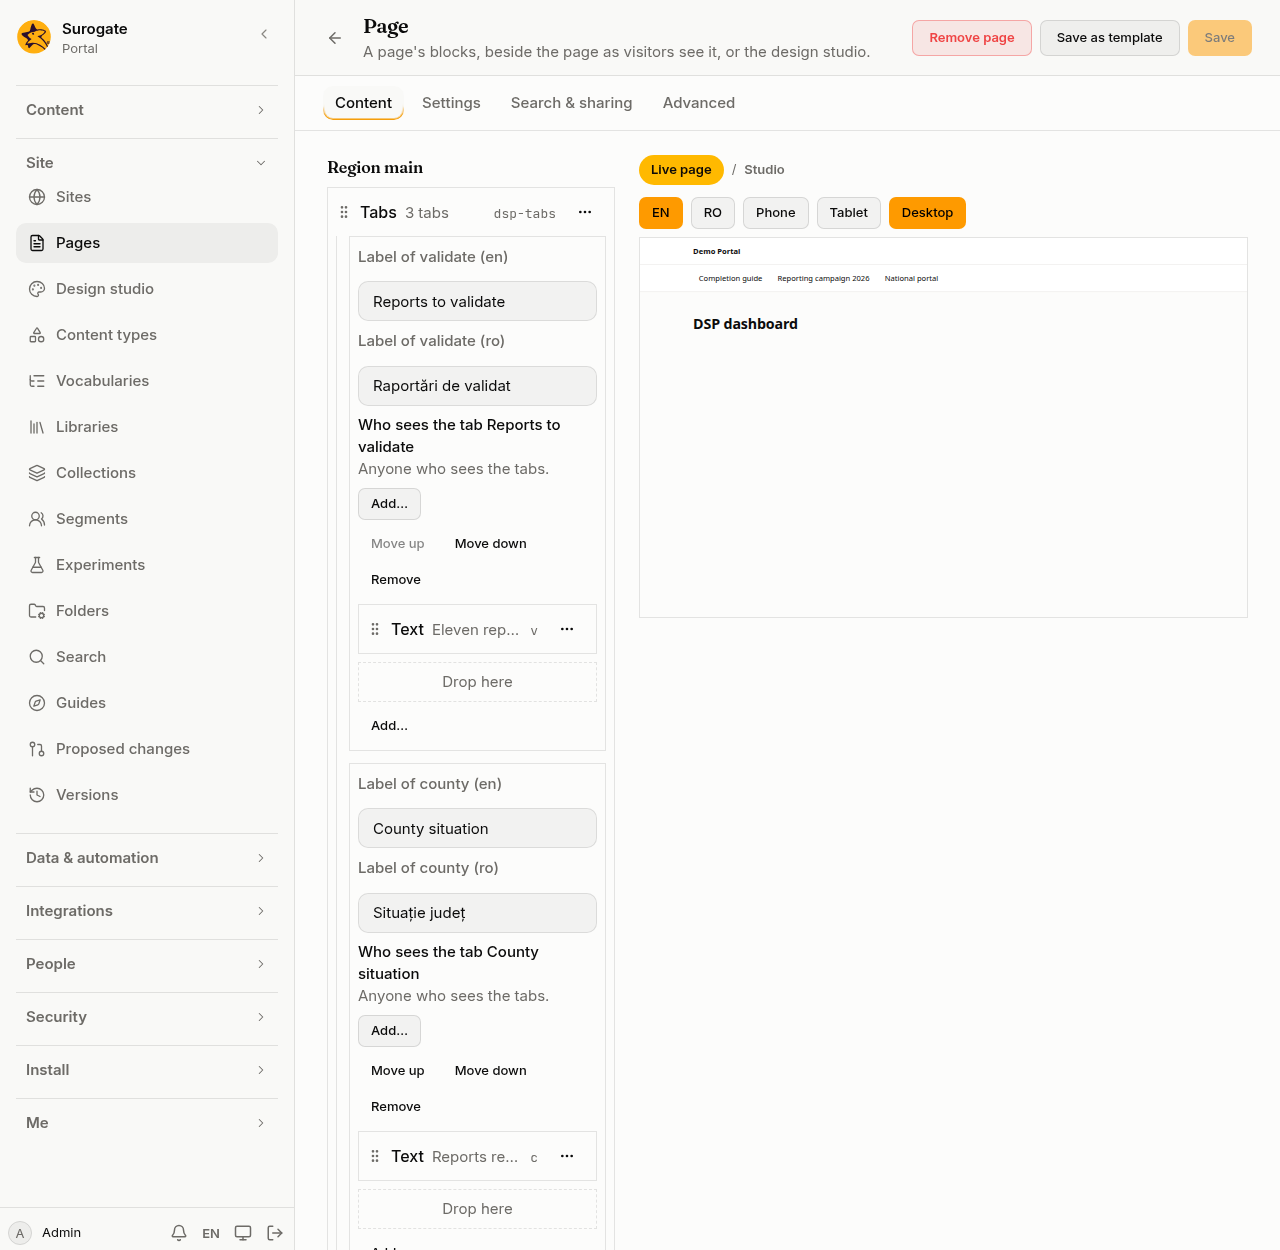 Surogate
Portal
Content
Site
Sites
Pages
Design studio
Content types
Vocabularies
Libraries
Collections
Segments
Experiments
Folders
Search
Guides
Proposed changes
Versions
Data & automation
Integrations
People
Security
Install
Me
A Admin EN
Page
A page's blocks, beside the page as visitors see it, or the design studio.
Remove page Save as template Save
Content Settings Search & sharing Advanced
Region main
Tabs 3 tabs dsp-tabs
Label of validate (en)
Reports to validate
Label of validate (ro)
Raportări de validat
Who sees the tab Reports to
validate
Anyone who sees the tabs.
Add...
Move up Move down
Remove
Text Eleven rep... v
Drop here
Add...
Label of county (en)
County situation
Label of county (ro)
Situație județ
Who sees the tab County
situation
Anyone who sees the tabs.
Add...
Move up Move down
Remove
Text Reports re... c
Drop here
Live page / Studio
EN RO Phone Tablet Desktop
Demo Portal
Completion guide Reporting campaign 2026 National portal
DSP dashboard